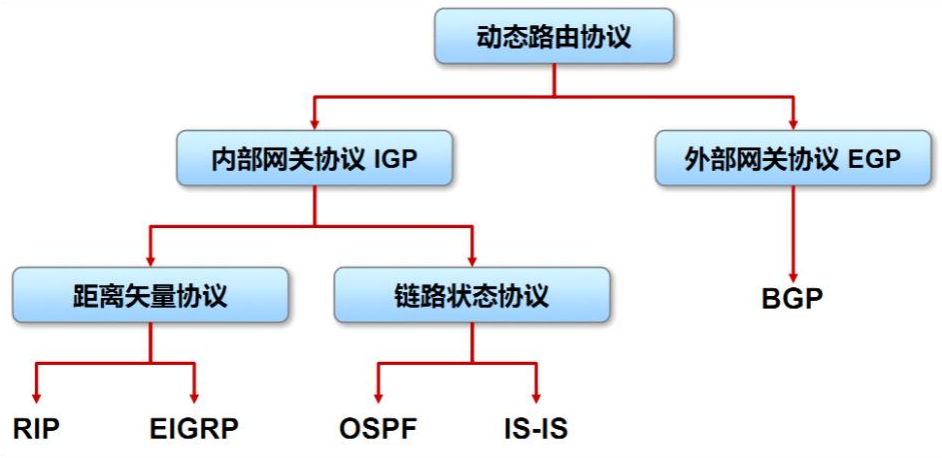 动态路由协议
内部网关协议 IGP
外部网关协议 EGP
距离矢量协议
链路状态协议
BGP
RIP
EIGRP
OSPF
IS-IS